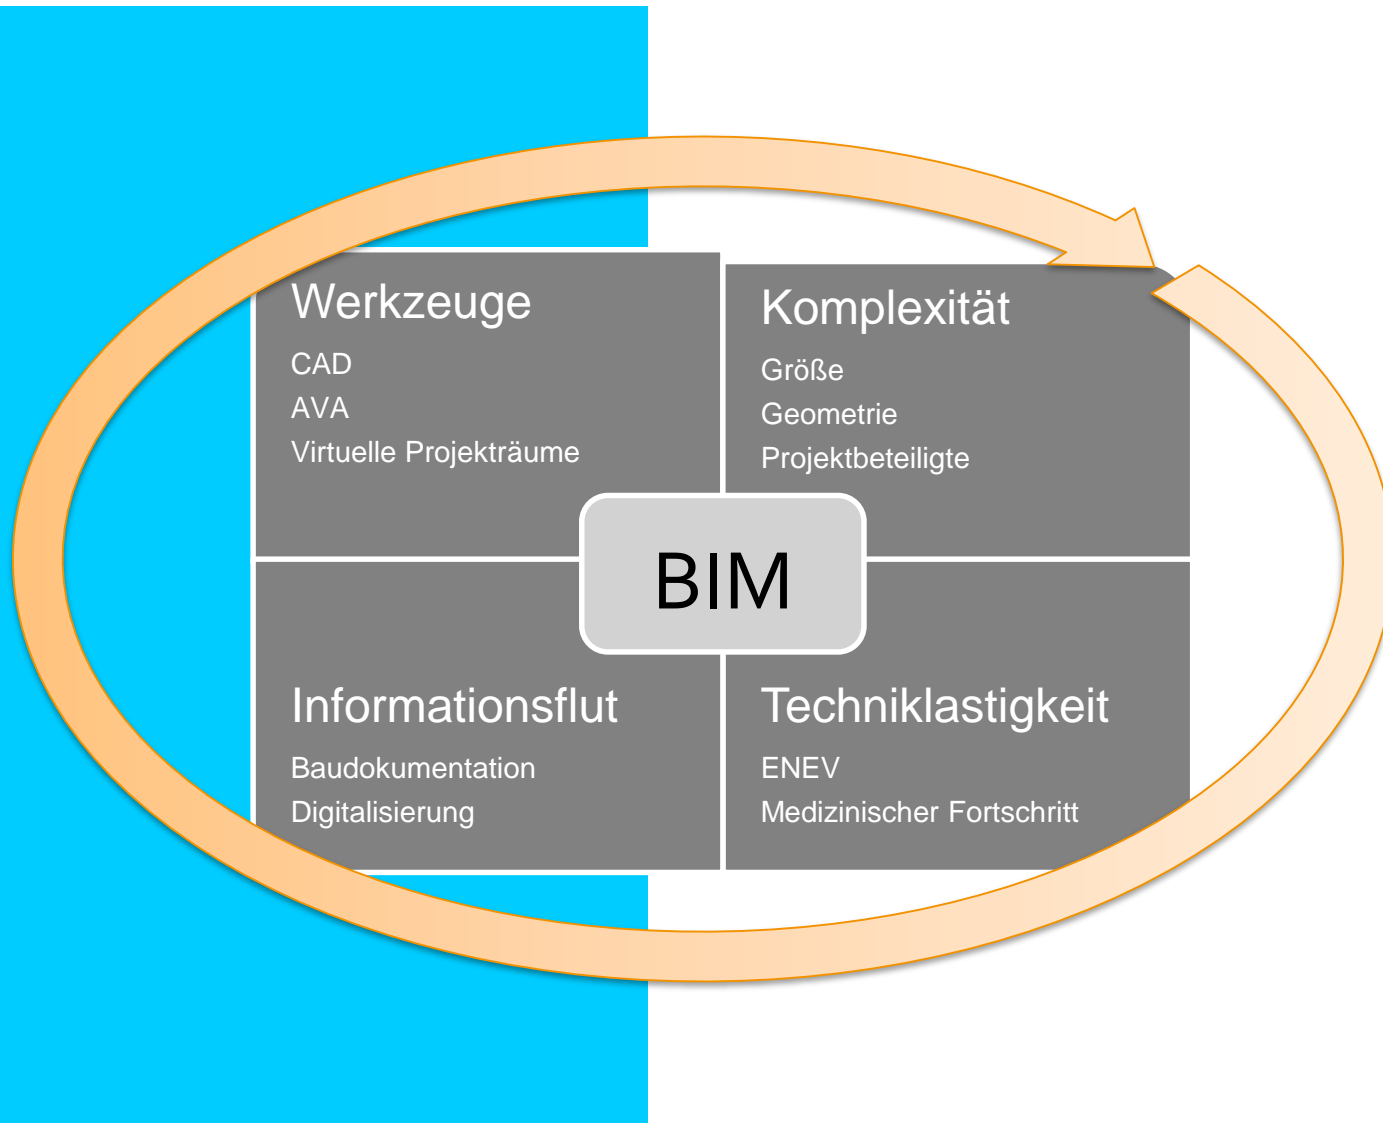 Werkzeuge
CAD
AVA
Virtuelle Projekträume
Komplexität
Größe
Geometrie
Projektbeteiligte
BIM
Informationsflut
Baudokumentation
Digitalisierung
Techniklastigkeit
ENEV
Medizinischer Fortschritt